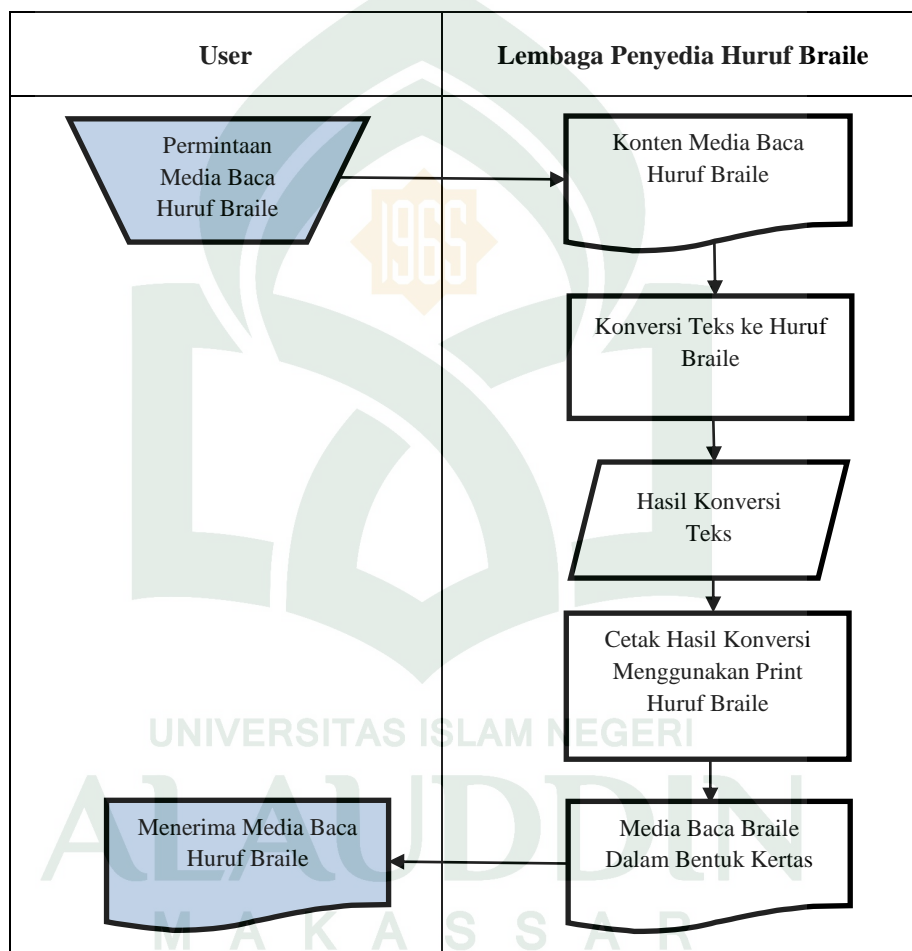 User
Lembaga Penyedia Huruf Braile
Permintaan
Media Baca
Huruf Braile
Konten Media Baca
Huruf Braile
1965
Konversi Teks ke Huruf
Braile
Hasil Konversi
Teks
Cetak Hasil Konversi
Menggunakan Print
Huruf Braile
UNIVERSITAS ISLAM NEGERI
ALAUDDIN
Media Baca Braile
Dalam Bentuk Kertas
Menerima Media Baca
Huruf Braile
MAKASSAR